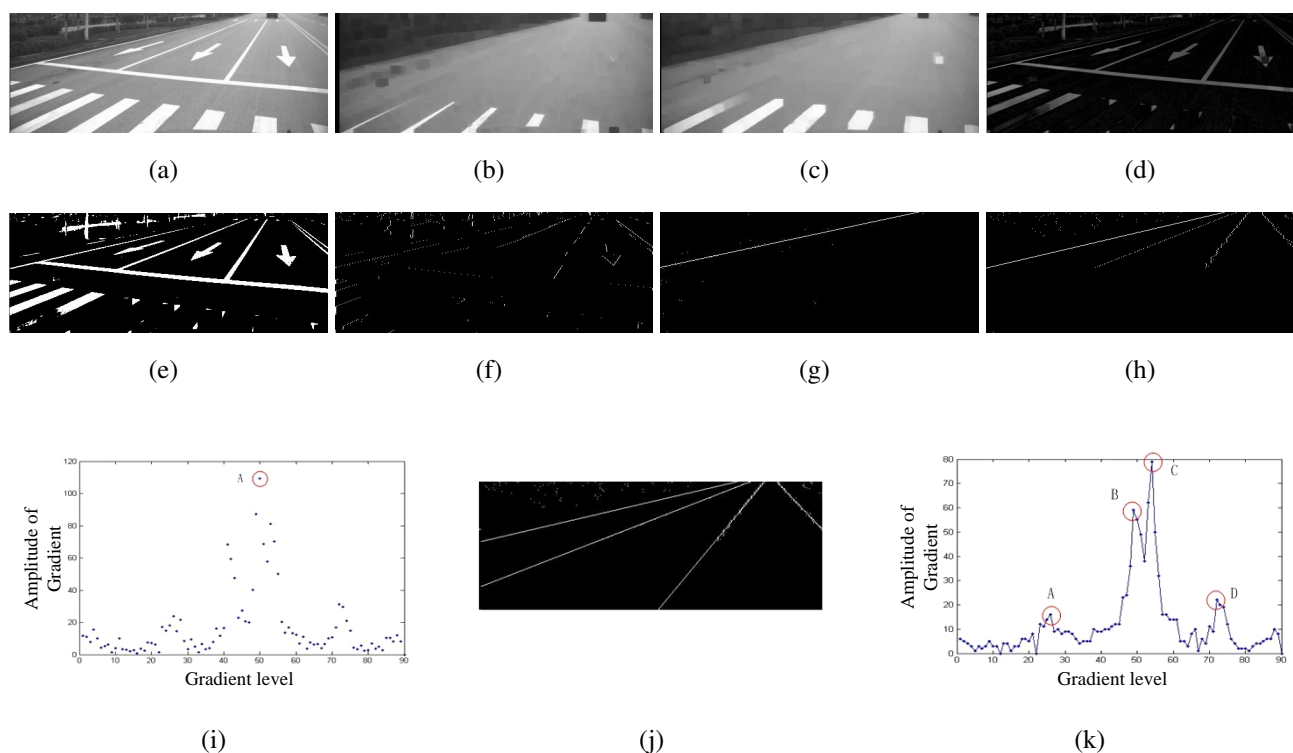 (a)
(b)
(c)
(d)
(e)
(f)
(g)
(h)
120
100
80
60
40
20
0
A
0
10
20
30
40
50
60
70
80
90
Amplitude of
Gradient
Gradient level
(i)
(j)
80
70
60
50
40
30
20
10
0
A
B
C
D
0
10
20
30
40
50
60
70
80
90
Amplitude of
Gradient
Gradient level
(k)